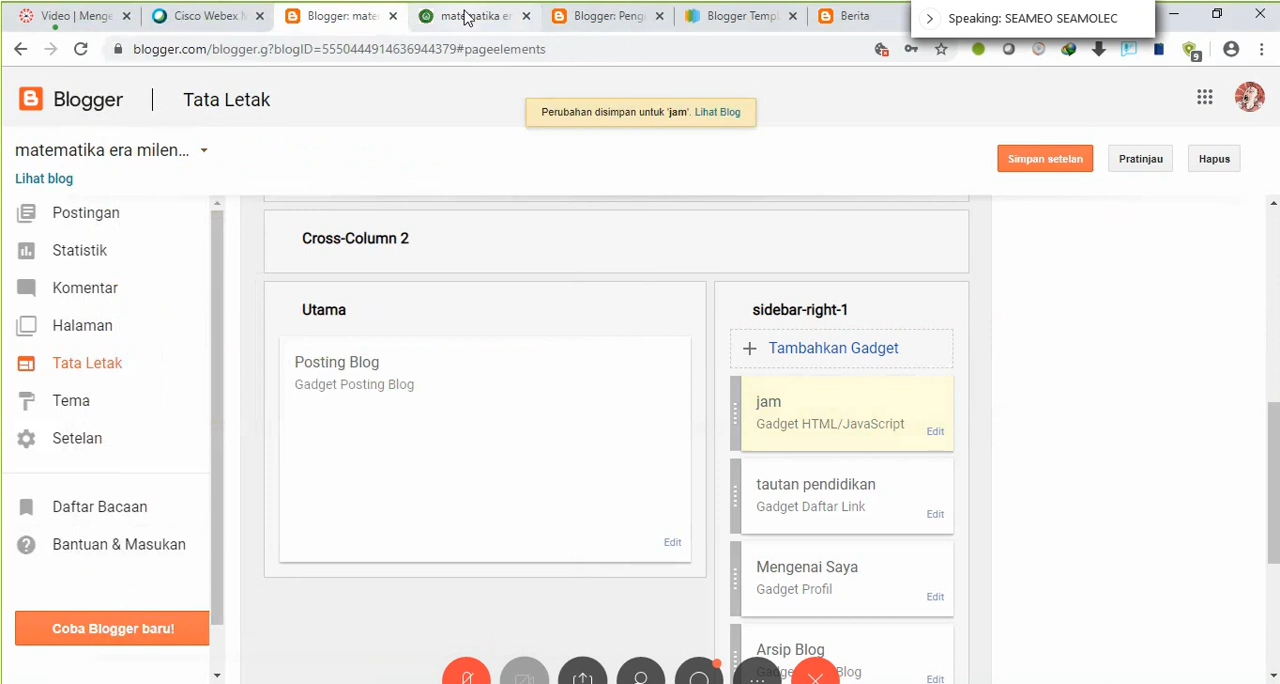 Video | Menge
Cisco Webex M
Blogger: mate
matematika er
Blogger: Peng
Blogger Templ
Berita
Speaking: SEAMEO SEAMOLEC
blogger.com/blogger.g?blogID=5550444914636944379#pageelements
9
Blogger
Tata Letak
Perubahan disimpan untuk 'jam'. Lihat Blog
matematika era milen...
Lihat blog
Simpan setelan
Pratinjau
Hapus
Postingan
Statistik
Komentar
Halaman
Tata Letak
Tema
Setelan
Daftar Bacaan
Bantuan & Masukan
Coba Blogger baru!
Cross-Column 2
Utama
Posting Blog
Gadget Posting Blog
Edit
sidebar-right-1
Tambahkan Gadget
jam
Gadget HTML/JavaScript
Edit
tautan pendidikan
Gadget Daftar Link
Edit
Mengenai Saya
Gadget Profil
Edit
Arsip Blog
Edit